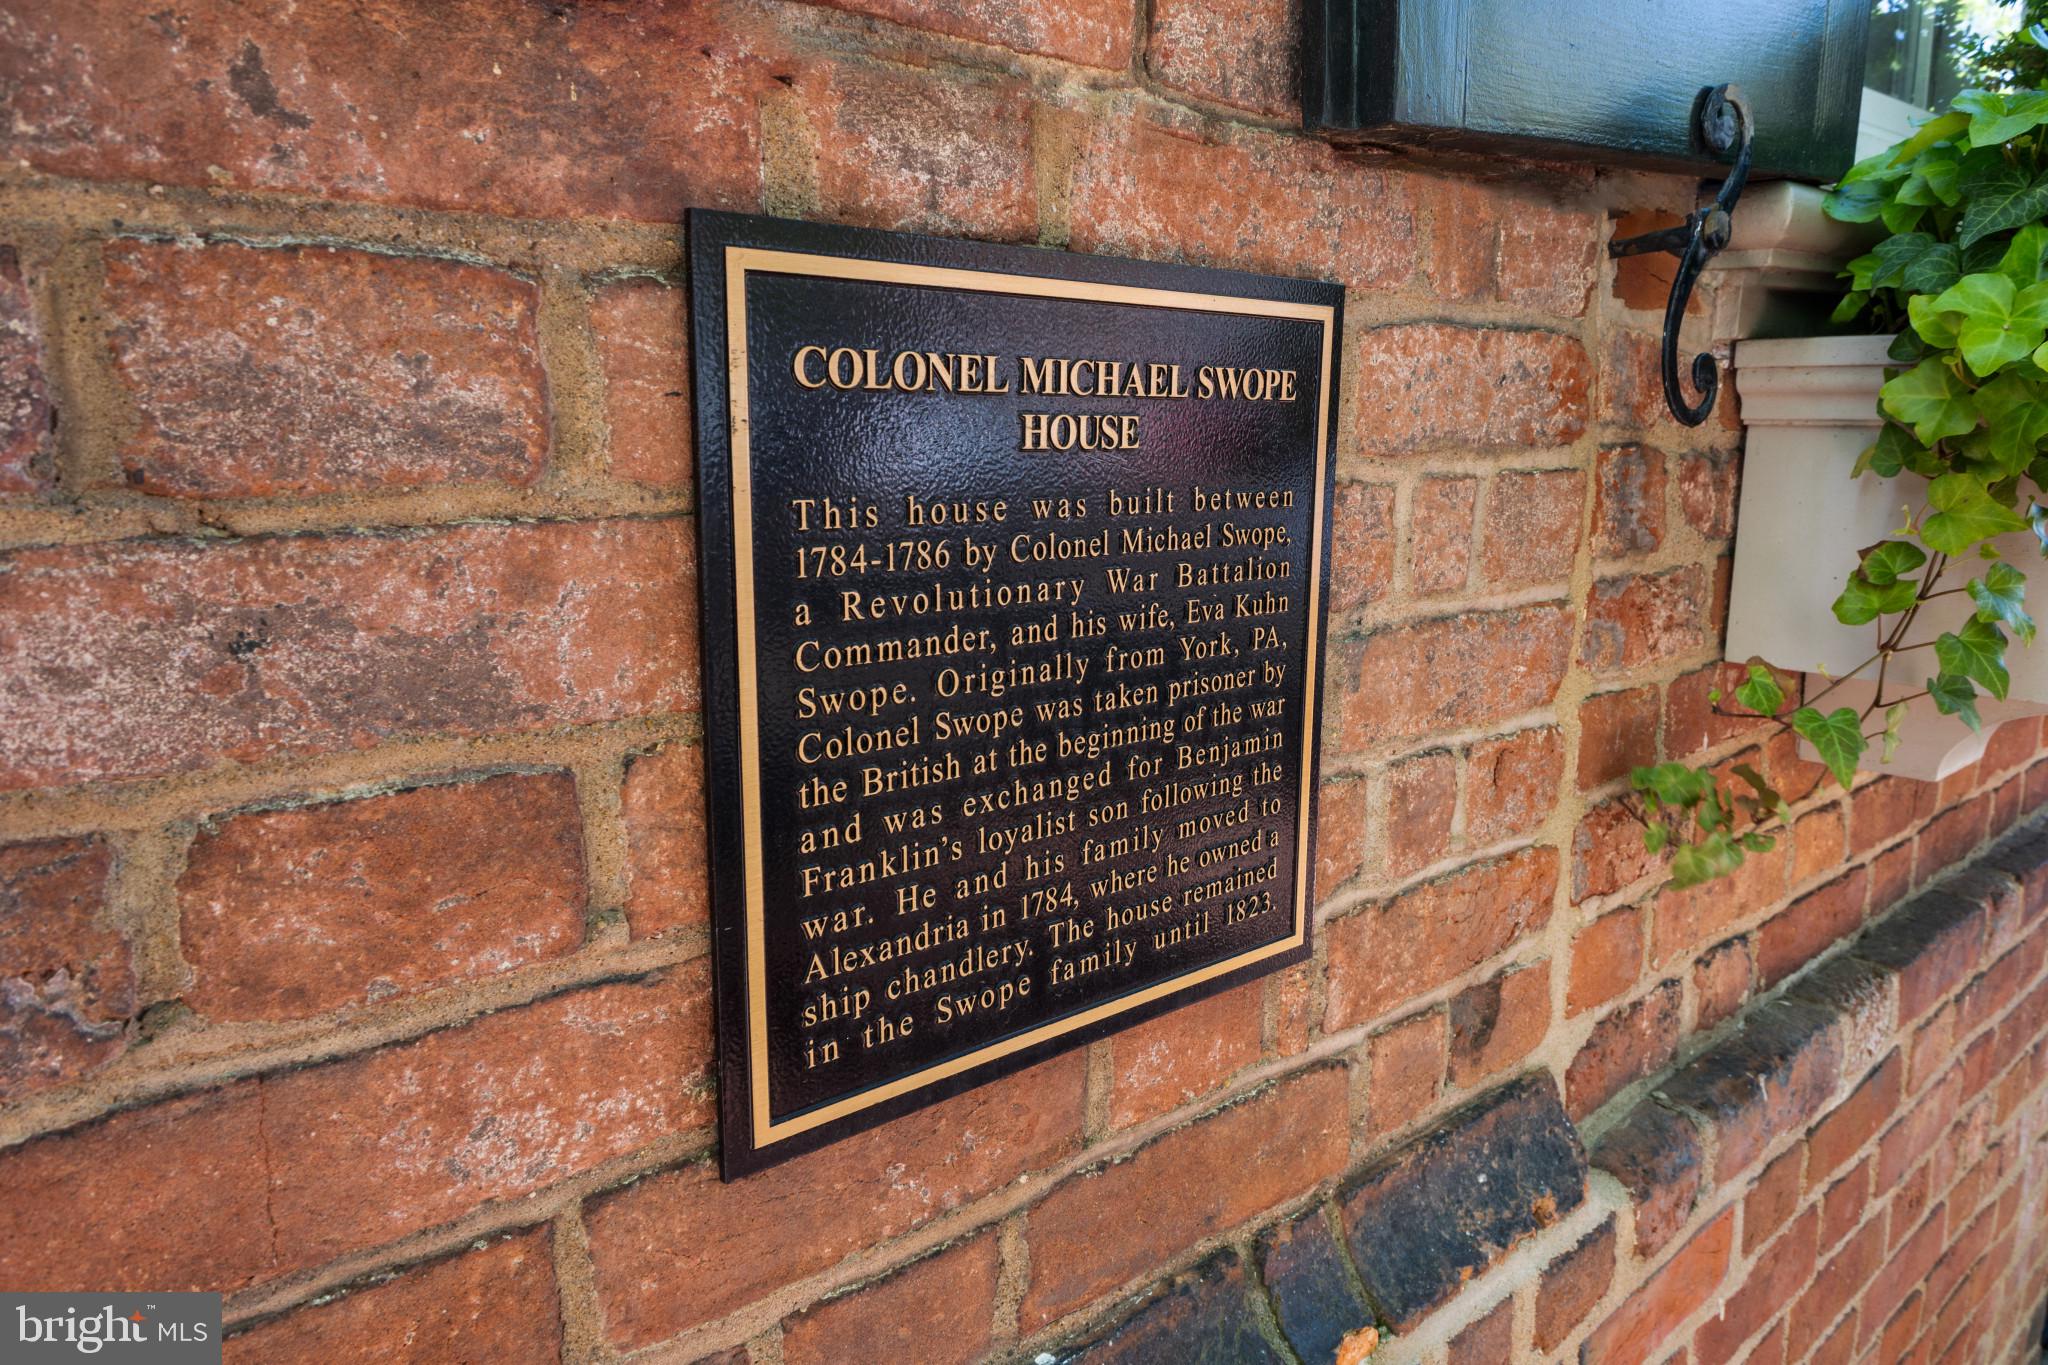 COLONEL MICHAEL SWOPE
HOUSE
This house was built between
1784-1786 by Colonel Michael Swope,
a Revolutionary War Battalion
Commander, and his wife, Eva Kuhn
Swope. Originally from York, PA,
Colonel Swope was taken prisoner by
the British at the beginning of the war
and was exchanged for Benjamin
Franklin's loyalist son following the
war. He and his family moved to
Alexandria in 1784, where he owned a
ship chandlery. The house remained
in the Swope family until 1823.
bright™ MLS